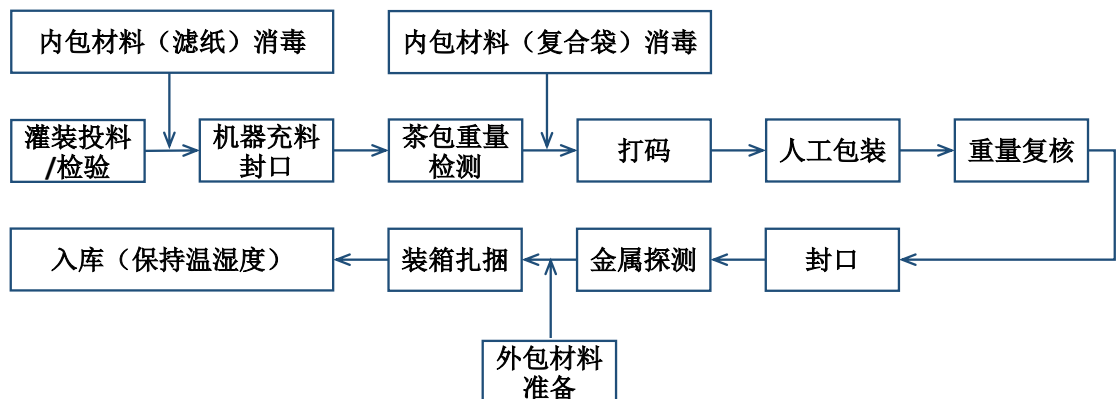 内包材料（滤纸）消毒
内包材料（复合袋）消毒
灌装投料
/检验
机器充料
封口
茶包重量
检测
打码
人工包装
重量复核
入库（保持温湿度）
装箱扎捆
金属探测
封口
外包材料
准备